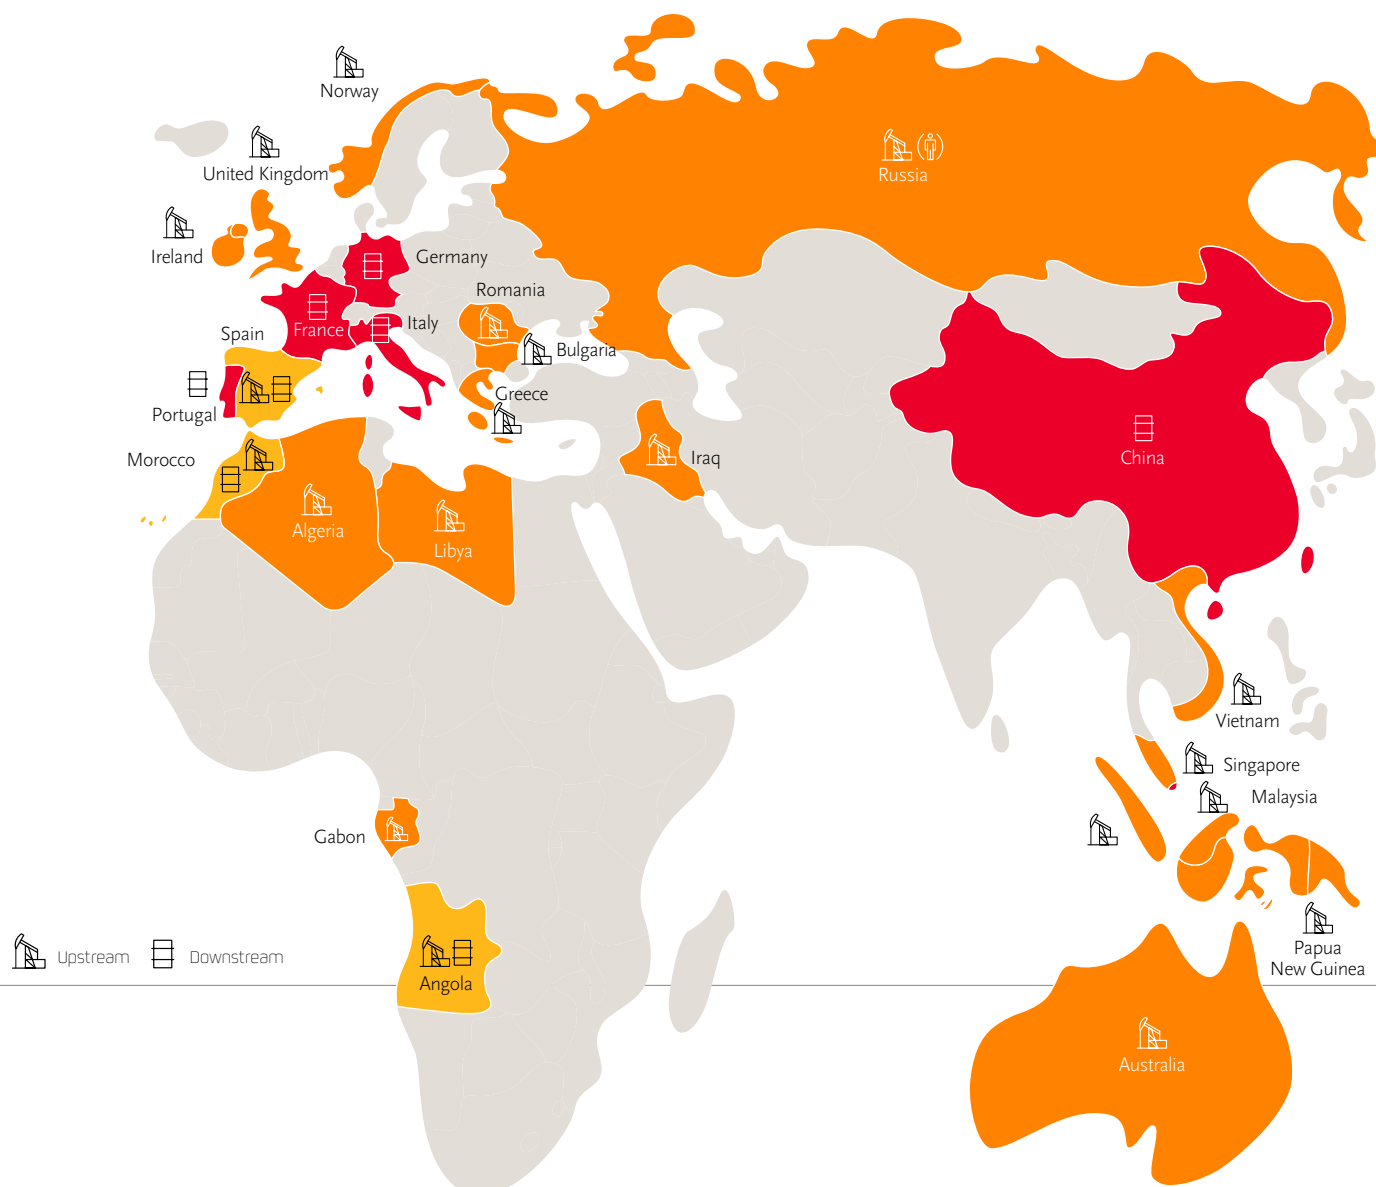 Norway
United Kingdom
Russia
Ireland
Germany
Romania
Spain
France
Italy
Bulgaria
Portugal
Greece
Morocco
Iraq
China
Algeria
Libya
Vietnam
Singapore
Malaysia
Gabon
Papua
New Guinea
Upstream
Downstream
Angola
Australia